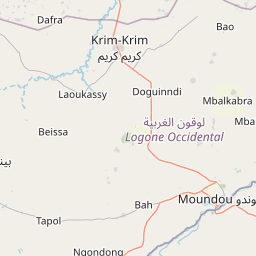 Dafra
Bao
Krim-Krim
كريم كريم
Laoukassy
Doguinndi
Mbalkabra
Mba
لوقون الغربية
Logone Occidental
Beissa
بين
Moundou موندو
Bah
Tapol
Ngondong